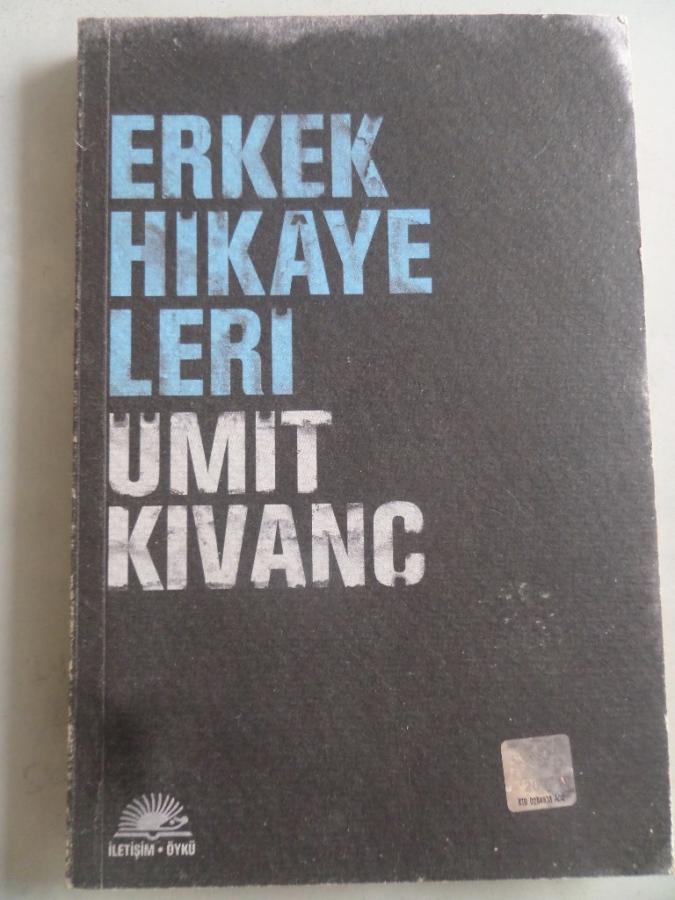 ERKEK
HİKÂYE
LERİ
ÜMİT
KIVANÇ
İLETİŞİM • ÖYKÜ